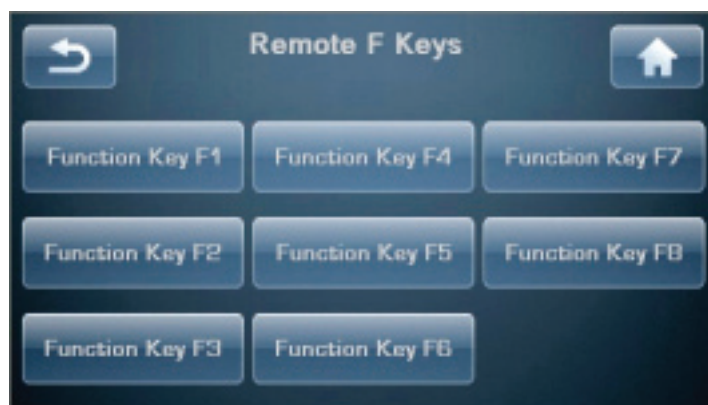 Remote F Keys
Function Key F1 Function Key F4 Function Key F7
Function Key F2 Function Key F5 Function Key F8
Function Key F3 Function Key F6